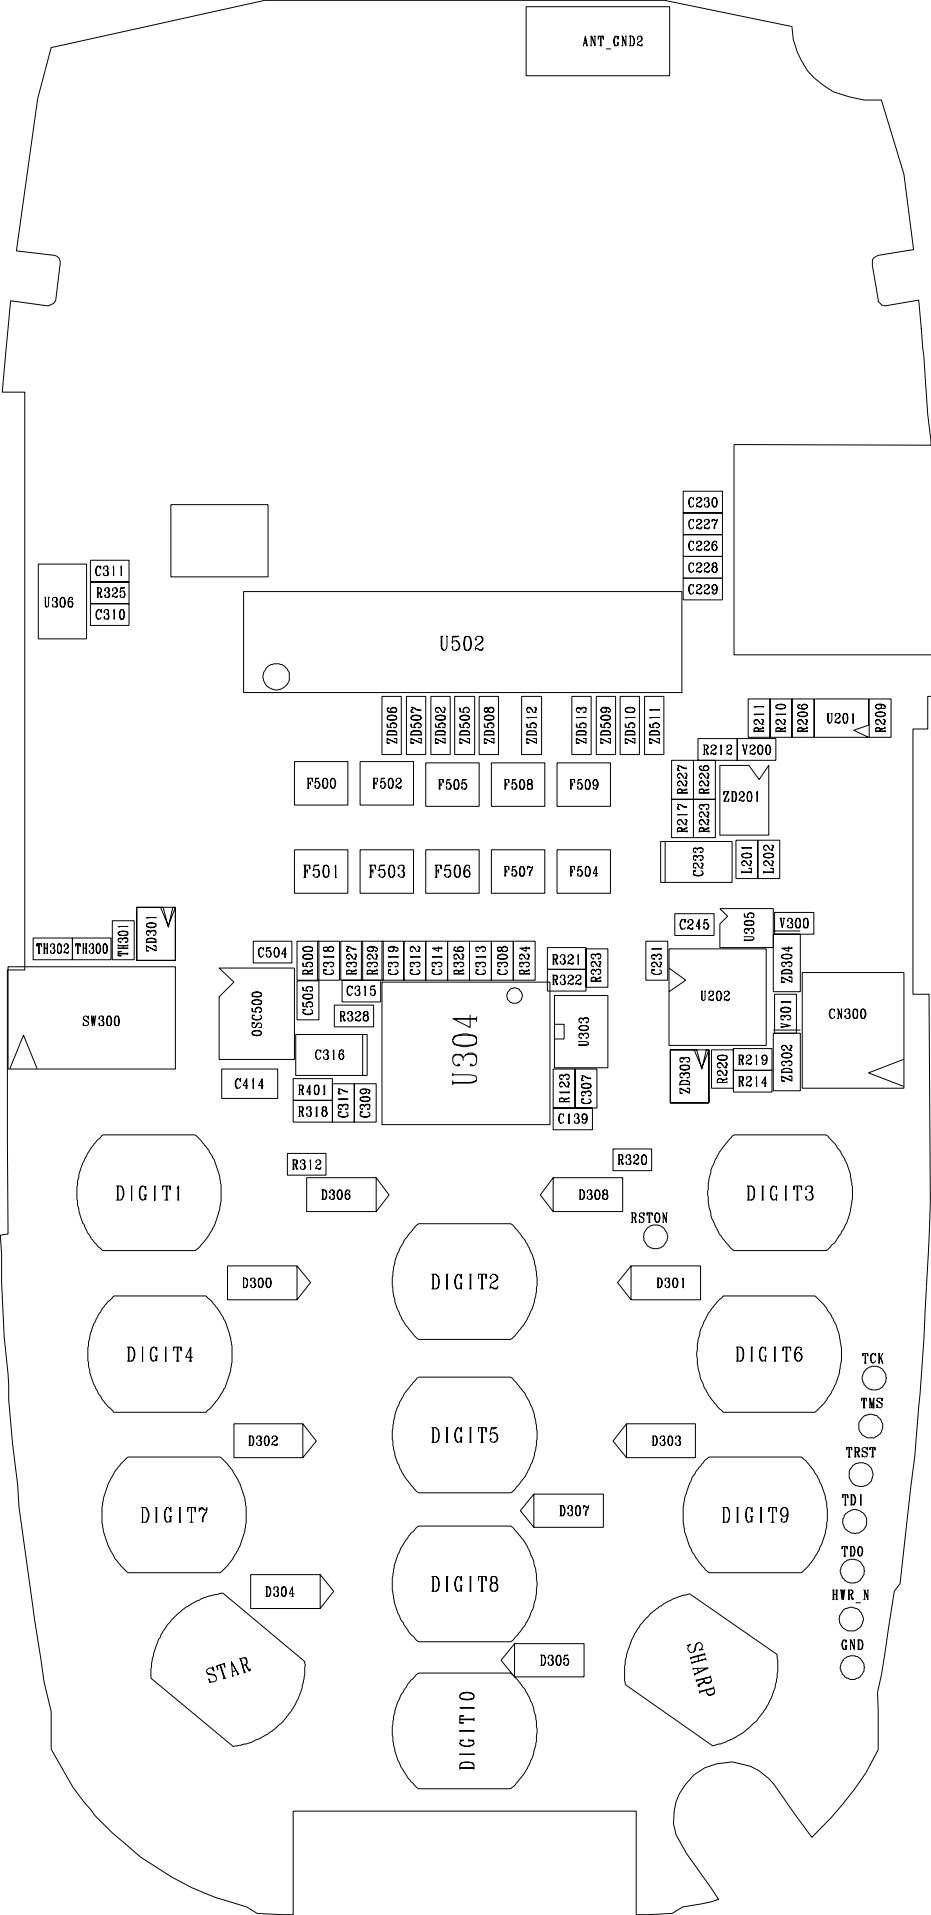 ANT_GND2
C230
C227
C226
C228
C229
C311
R325
C310
U306
U502
ZD506
ZD507
ZD502
ZD505
ZD508
ZD512
ZD513
ZD509
ZD510
ZD511
R211
R210
R206
U201
R209
R212
V200
F500
F502
F505
F508
F509
R227
R226
ZD201
R217
R223
F501
F503
F506
F507
F504
C233
L201
L202
TH302
TH300
TH301
ZD301
C245
U305
V300
C504
R500
C318
R327
R329
C319
C312
C314
R326
C313
C308
R324
R321
R322
R323
C231
ZD304
C505
C315
R328
SW300
OSC500
U304
U303
U202
V301
CN300
C316
C414
R401
R318
C317
C309
R123
C307
C139
ZD303
R220
R219
R214
ZD302
R312
R320
DIGIT1
D306
D308
DIGIT3
RSTON
D300
DIGIT2
D301
DIGIT4
DIGIT6
TCK
TMS
D302
DIGIT5
D303
TRST
TDI
DIGIT7
D307
DIGIT9
TDO
D304
DIGIT8
HWR_N
GND
STAR
D305
SHARP
DIGIT10